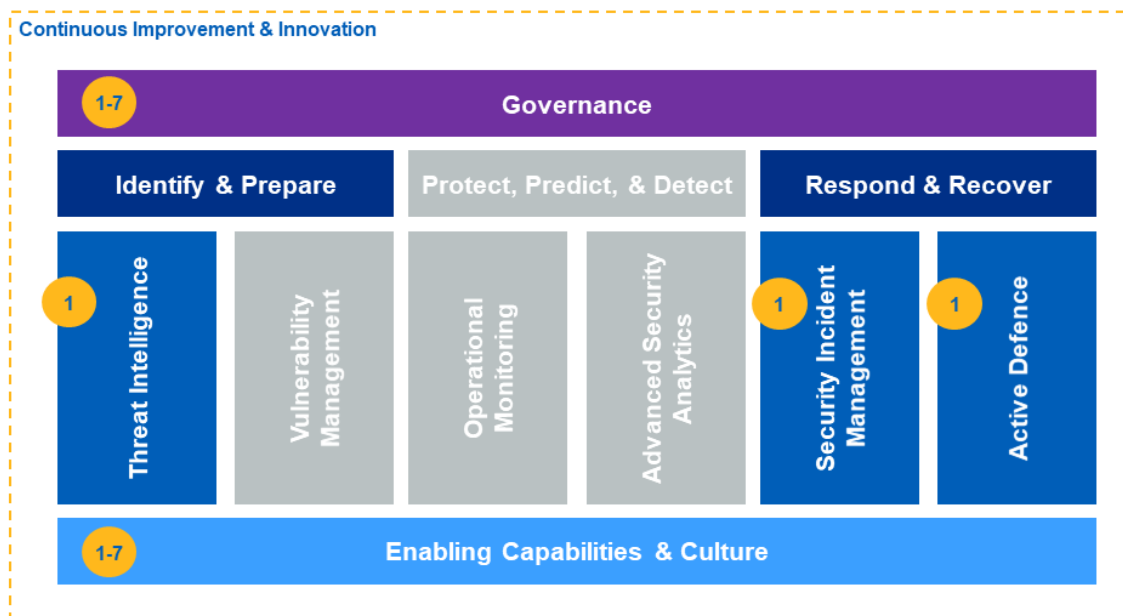 Continuous Improvement & Innovation
1-7
Governance
Identify & Prepare
Protect, Predict, & Detect
Respond & Recover
1
Threat Intelligence
Vulnerability
Management
Operational
Monitoring
Advanced Security
Analytics
1
Security Incident
Management
1
Active Defence
1-7
Enabling Capabilities & Culture